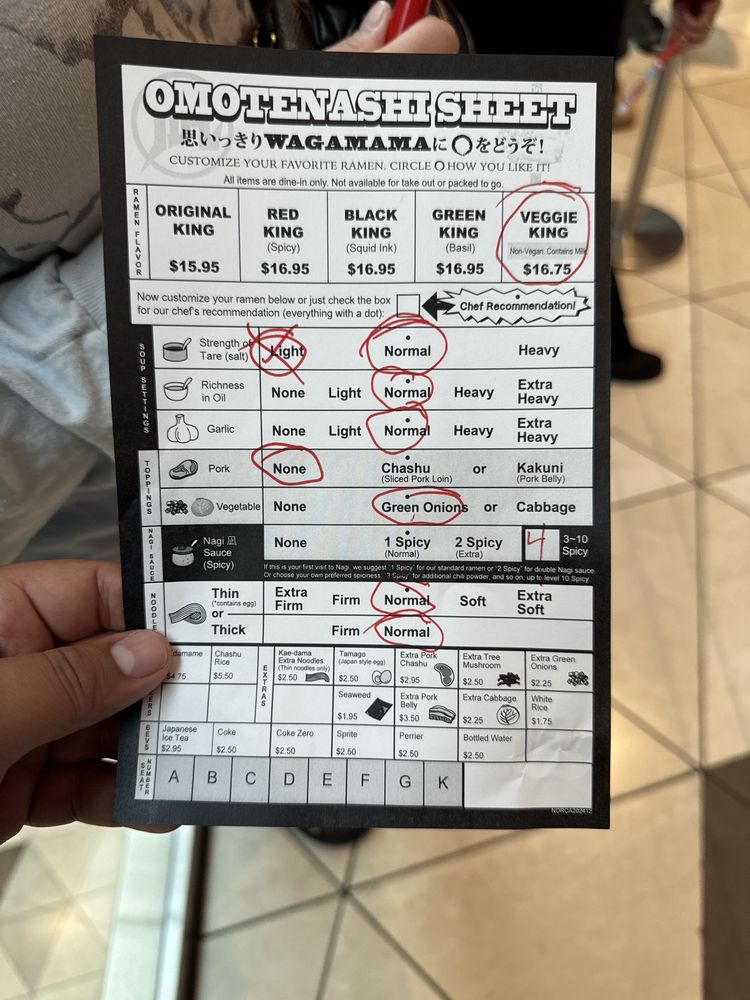 OMOTENASHI SHEET
思いっきりWAGAMAMAに〇をどうぞ!
CUSTOMIZE YOUR FAVORITE RAMEN. CIRCLE O HOW YOU LIKE IT!
All items are dine-in only. Not available for take out or packed to go.
RAMEN FLAVOR
ORIGINAL KING $15.95
RED KING (Spicy) $16.95
BLACK KING (Squid Ink) $16.95
GREEN KING (Basil) $16.95
VEGGIE KING Non-Vegan. Contains Milk $16.75
Now customize your ramen below or just check the box
for our chef's recommendation (everything with a dot):
Chef Recommendation!
SOUP SETTINGS
Strength of Tare (salt) Light Normal Heavy
Richness in Oil None Light Normal Heavy Extra Heavy
Garlic None Light Normal Heavy Extra Heavy
TOPPINGS
Pork None Chashu (Sliced Pork Loin) or Kakuni (Pork Belly)
Vegetable None Green Onions or Cabbage
NAGI SAUCE
Nagi 凪 Sauce (Spicy) None 1 Spicy (Normal) 2 Spicy (Extra) 4 3~10 Spicy
If this is your first visit to Nagi, we suggest "1 Spicy" for our standard ramen or "2 Spicy" for double Nagi sauce.
Or choose your own preferred spiciness. "3 Spicy" for additional chili powder, and so on, up to level 10 Spicy.
NOODLE
Thin (*contains egg) Extra Firm Firm Normal Soft Extra Soft
or
Thick Firm Normal
damame $4.75
Chashu Rice $5.50
EXTRAS
Kae-dama Extra Noodles (Thin noodles only) $2.50
Tamago (Japan style egg) $2.50
Extra Pork Chashu $2.95
Extra Tree Mushroom $2.50
Extra Green Onions $2.25
ZERS
Seaweed $1.95
Extra Pork Belly $3.50
Extra Cabbage $2.25
White Rice $1.75
BEVS
Japanese Ice Tea $2.95
Coke $2.50
Coke Zero $2.50
Sprite $2.50
Perrier $2.50
Bottled Water $2.50
SEAT NUMBER
A B C D E F G K
NORCA202412